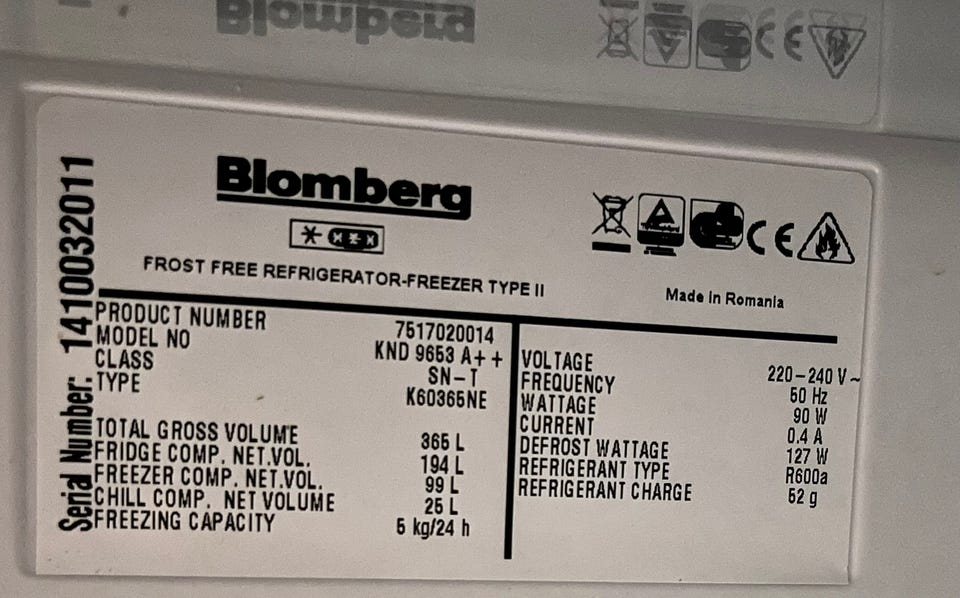 Blomberg
FROST FREE REFRIGERATOR-FREEZER TYPE II
Made in Romania
Serial Number: 1410032011
PRODUCT NUMBER 7517020014
MODEL NO KND 9653 A++
CLASS SN-T
TYPE K60365NE
TOTAL GROSS VOLUME 365 L
FRIDGE COMP. NET.VOL. 194 L
FREEZER COMP. NET.VOL. 99 L
CHILL COMP. NET VOLUME 25 L
FREEZING CAPACITY 5 kg/24 h
VOLTAGE 220-240 V~
FREQUENCY 50 Hz
WATTAGE 90 W
CURRENT 0.4 A
DEFROST WATTAGE 127 W
REFRIGERANT TYPE R600a
REFRIGERANT CHARGE 52 g